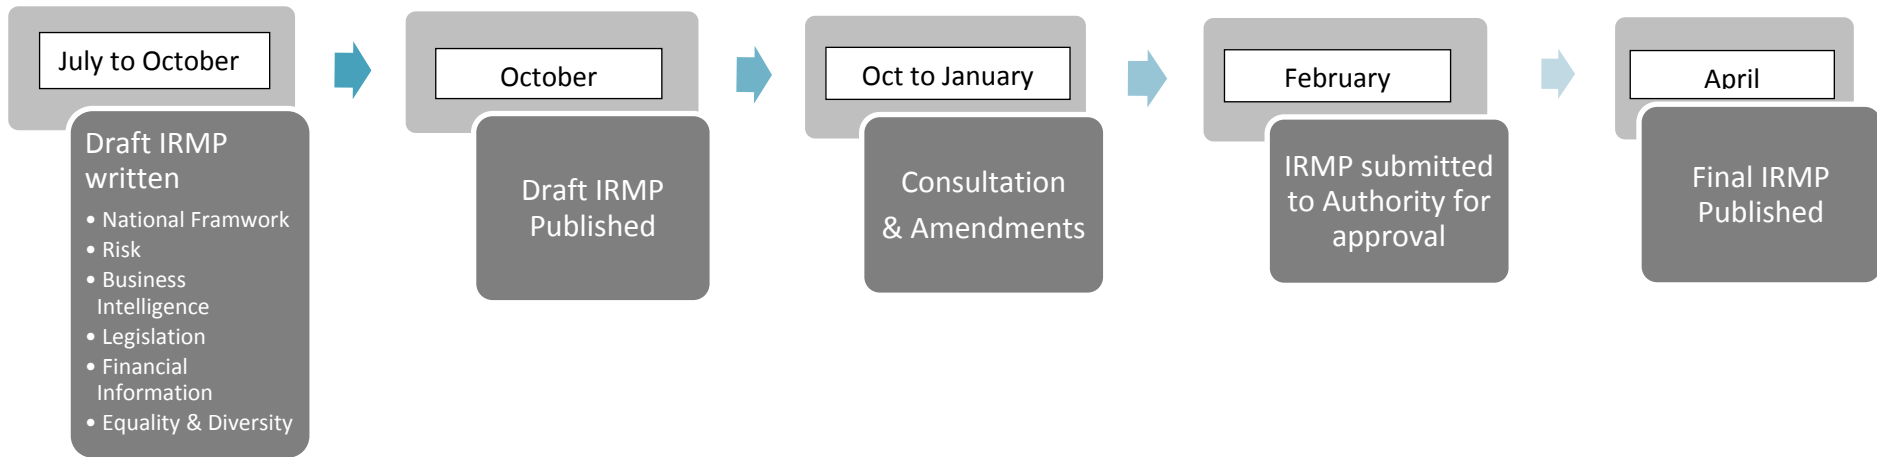 July to October
Draft IRMP
written
• National Framwork
• Risk
• Business
Intelligence
• Legislation
• Financial
Information
• Equality & Diversity
October
Draft IRMP
Published
Oct to January
Consultation
& Amendments
February
IRMP submitted
to Authority for
approval
April
Final IRMP
Published